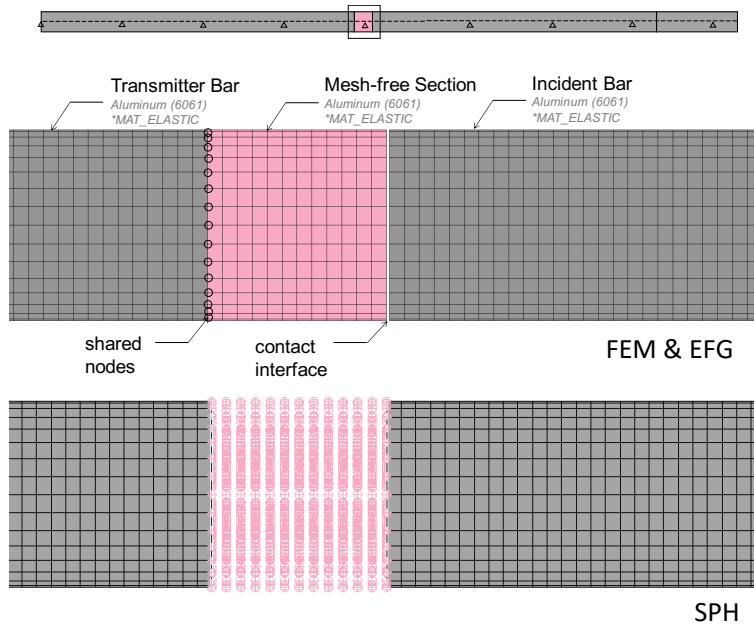 Transmitter Bar
Aluminum (6061)
*MAT_ELASTIC
Mesh-free Section
Aluminum (6061)
*MAT_ELASTIC
Incident Bar
Aluminum (6061)
*MAT_ELASTIC
shared
nodes
contact
interface
FEM & EFG
SPH